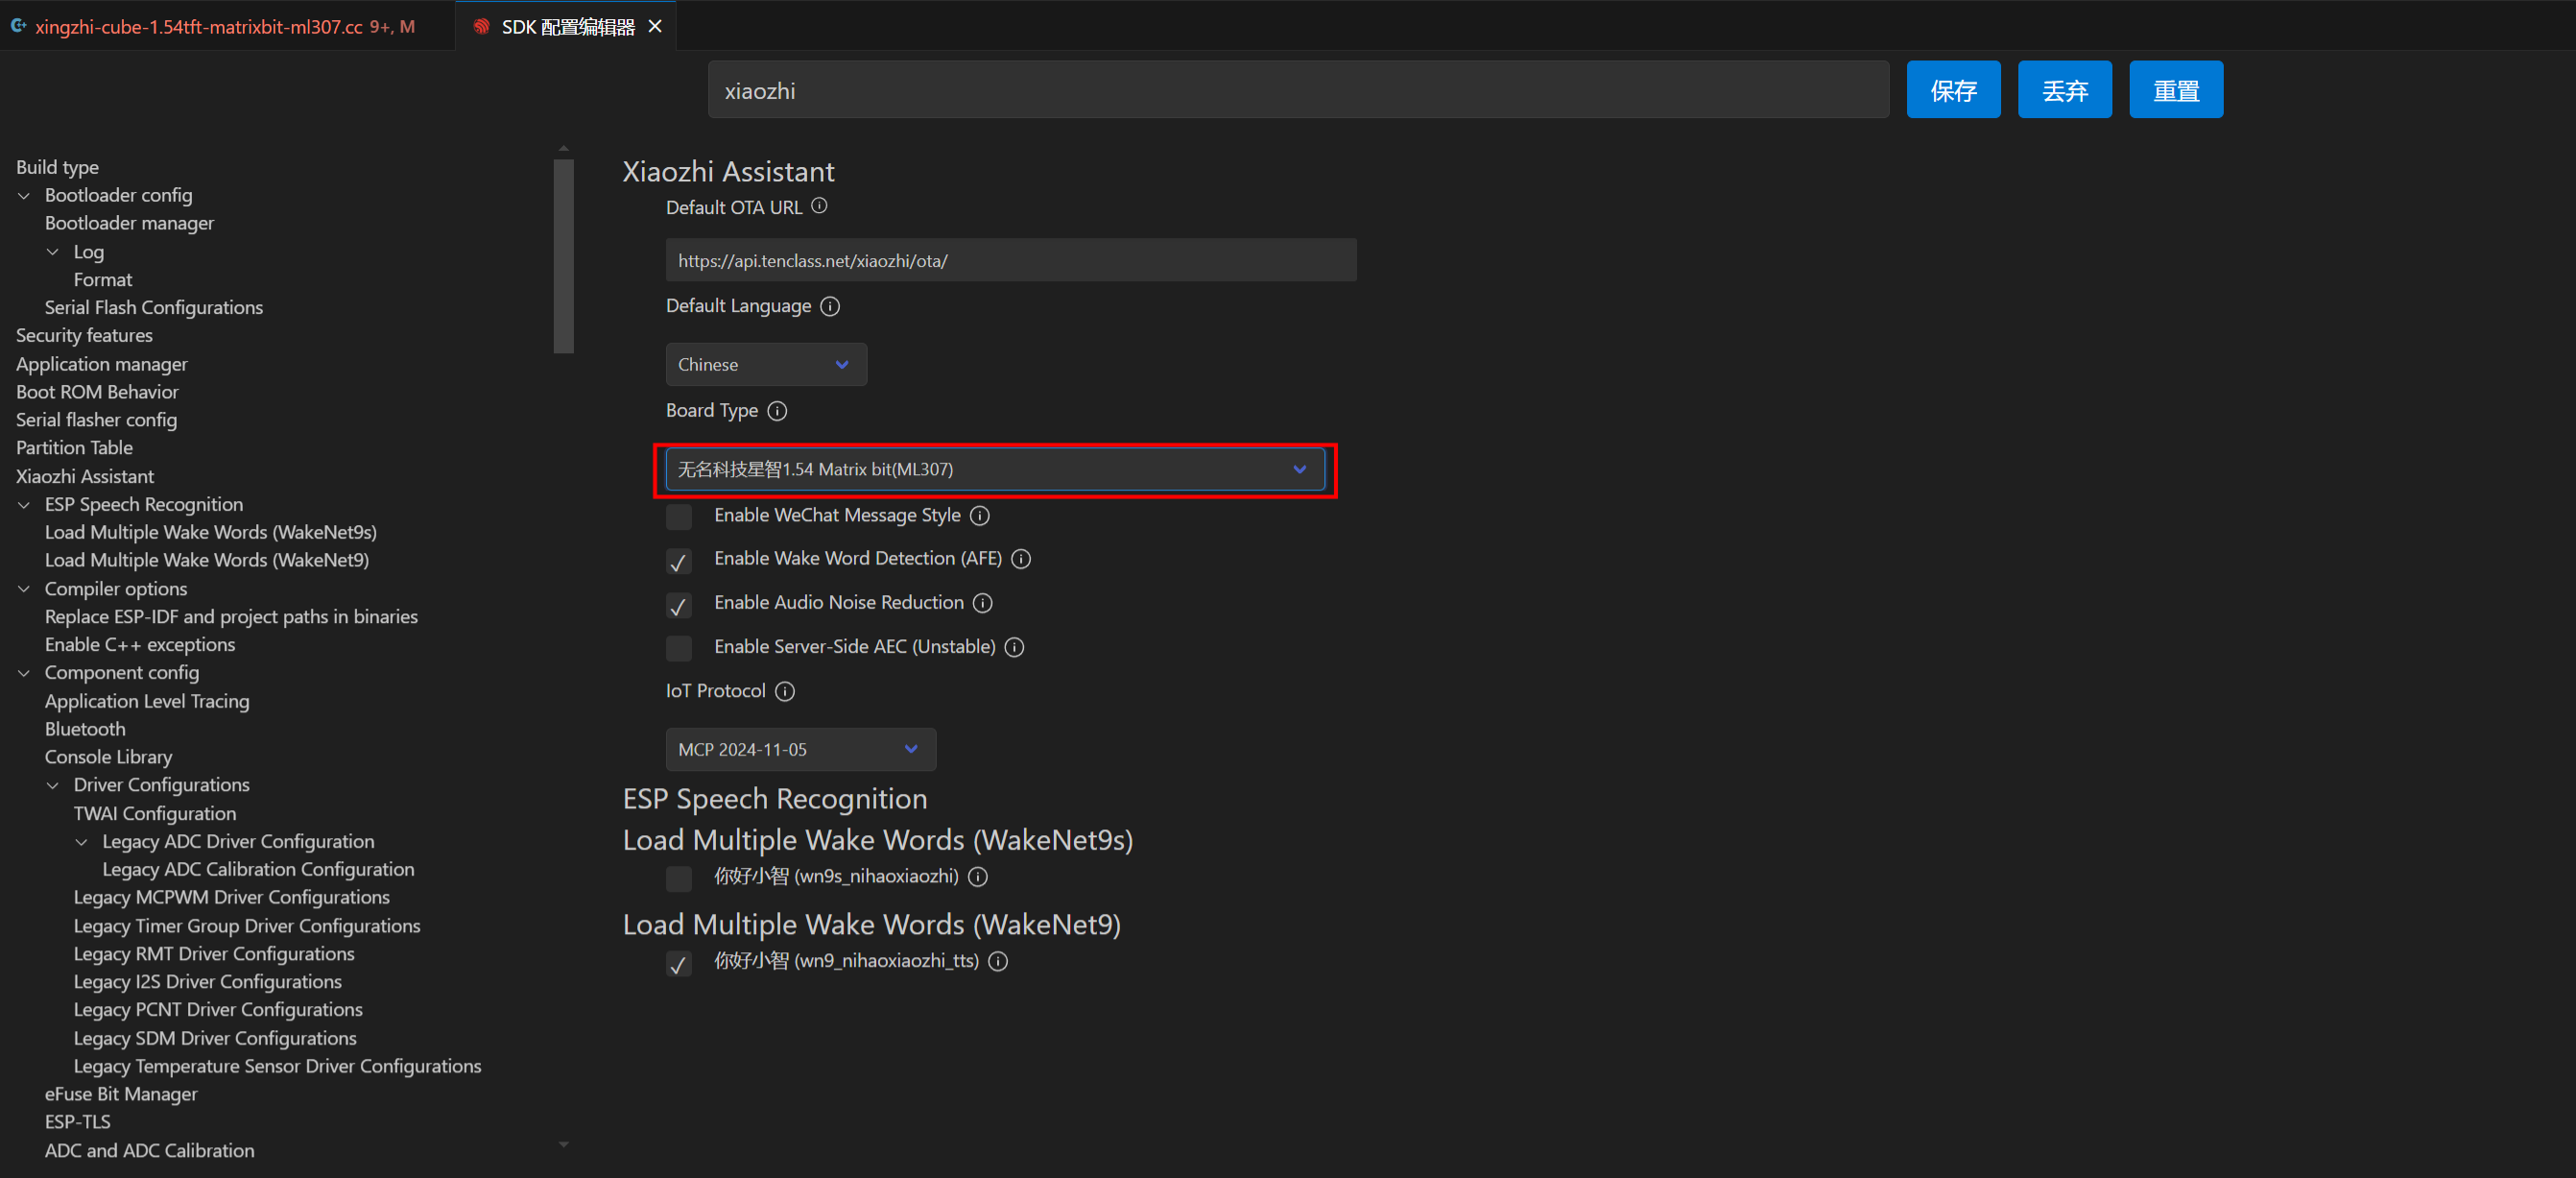 xingzhi-cube-1.54tft-matrixbit-ml307.cc 9+, M
SDK 配置编辑器
xiaozhi
保存
丢弃
重置
Build type
Bootloader config
Bootloader manager
Log
Format
Serial Flash Configurations
Security features
Application manager
Boot ROM Behavior
Serial flasher config
Partition Table
Xiaozhi Assistant
ESP Speech Recognition
Load Multiple Wake Words (WakeNet9s)
Load Multiple Wake Words (WakeNet9)
Compiler options
Replace ESP-IDF and project paths in binaries
Enable C++ exceptions
Component config
Application Level Tracing
Bluetooth
Console Library
Driver Configurations
TWAI Configuration
Legacy ADC Driver Configuration
Legacy ADC Calibration Configuration
Legacy MCPWM Driver Configurations
Legacy Timer Group Driver Configurations
Legacy RMT Driver Configurations
Legacy I2S Driver Configurations
Legacy PCNT Driver Configurations
Legacy SDM Driver Configurations
Legacy Temperature Sensor Driver Configurations
eFuse Bit Manager
ESP-TLS
ADC and ADC Calibration
Xiaozhi Assistant
Default OTA URL
https://api.tenclass.net/xiaozhi/ota/
Default Language
Chinese
Board Type
无名科技星智1.54 Matrix bit(ML307)
Enable WeChat Message Style
Enable Wake Word Detection (AFE)
Enable Audio Noise Reduction
Enable Server-Side AEC (Unstable)
IoT Protocol
MCP 2024-11-05
ESP Speech Recognition
Load Multiple Wake Words (WakeNet9s)
你好小智 (wn9s_nihaoxiaozhi)
Load Multiple Wake Words (WakeNet9)
你好小智 (wn9_nihaoxiaozhi_tts)